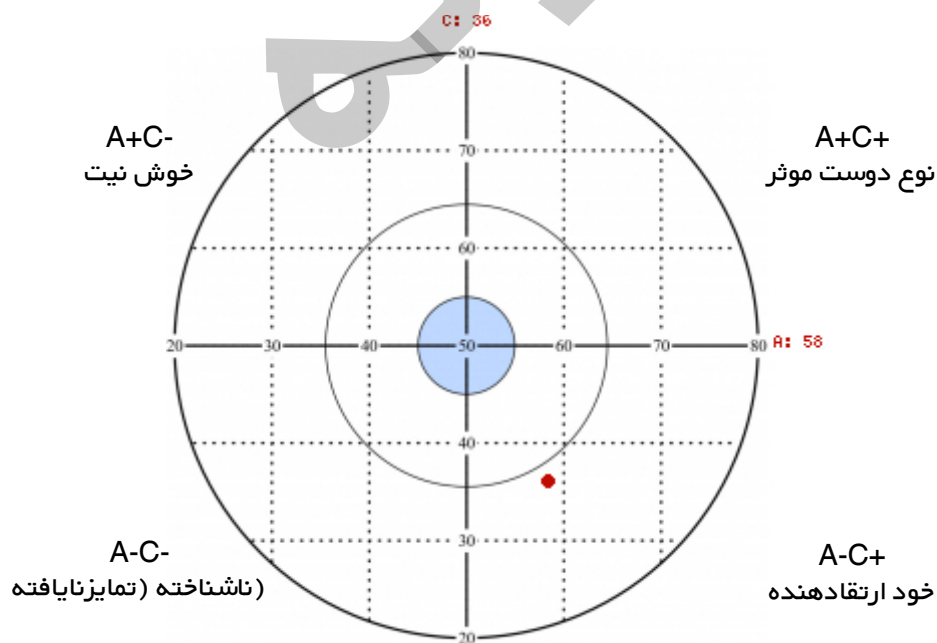 C: 36
80
A+C-
خوش نیت
A+C+
نوع دوست موثر
70
60
20 30 40 50 60 70 80 A: 58
40
30
A-C-
ناشناخته (تمایزنایافته)
A-C+
خود ارتقادهنده
20